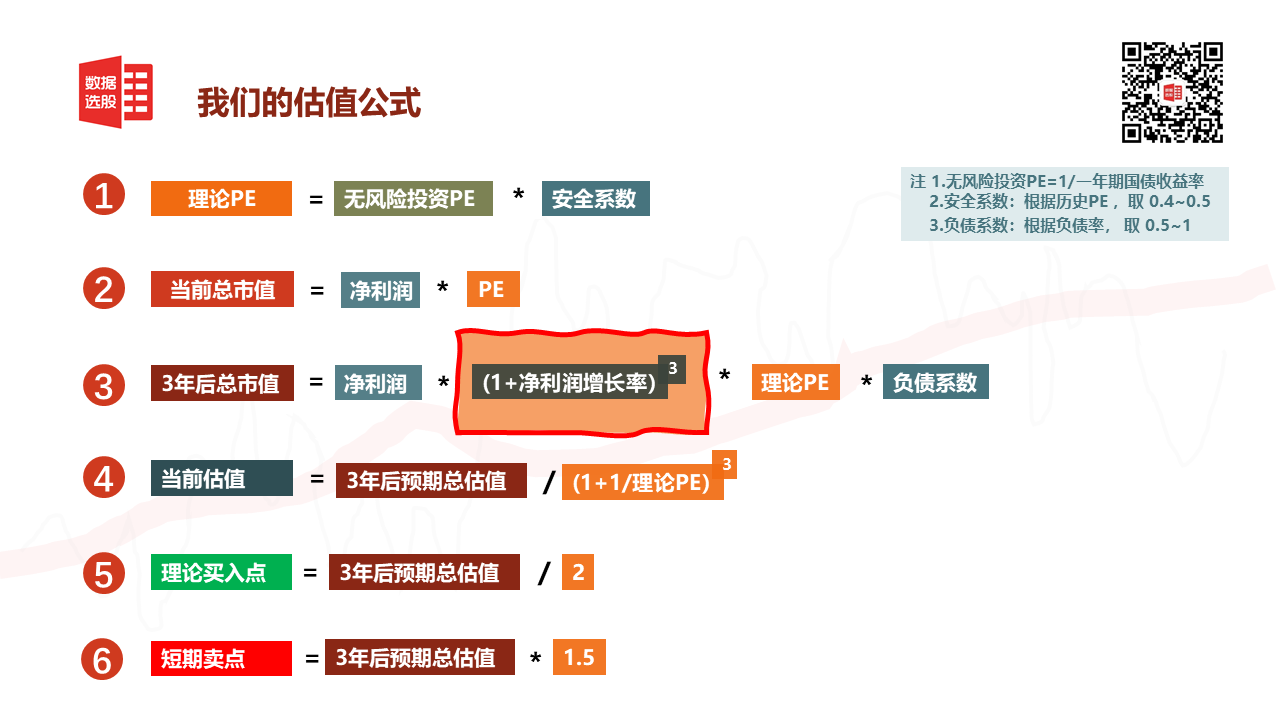 数据
选股
我们的估值公式
注 1.无风险投资PE=1/一年期国债收益率
2.安全系数：根据历史PE ，取 0.4~0.5
3.负债系数：根据负债率， 取 0.5~1
1 理论PE = 无风险投资PE * 安全系数
2 当前总市值 = 净利润 * PE
3 3年后总市值 = 净利润 * (1+净利润增长率)3 * 理论PE * 负债系数
4 当前估值 = 3年后预期总估值 / (1+1/理论PE)3
5 理论买入点 = 3年后预期总估值 / 2
6 短期卖点 = 3年后预期总估值 * 1.5